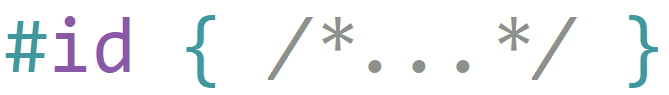 #id { /*...*/ }